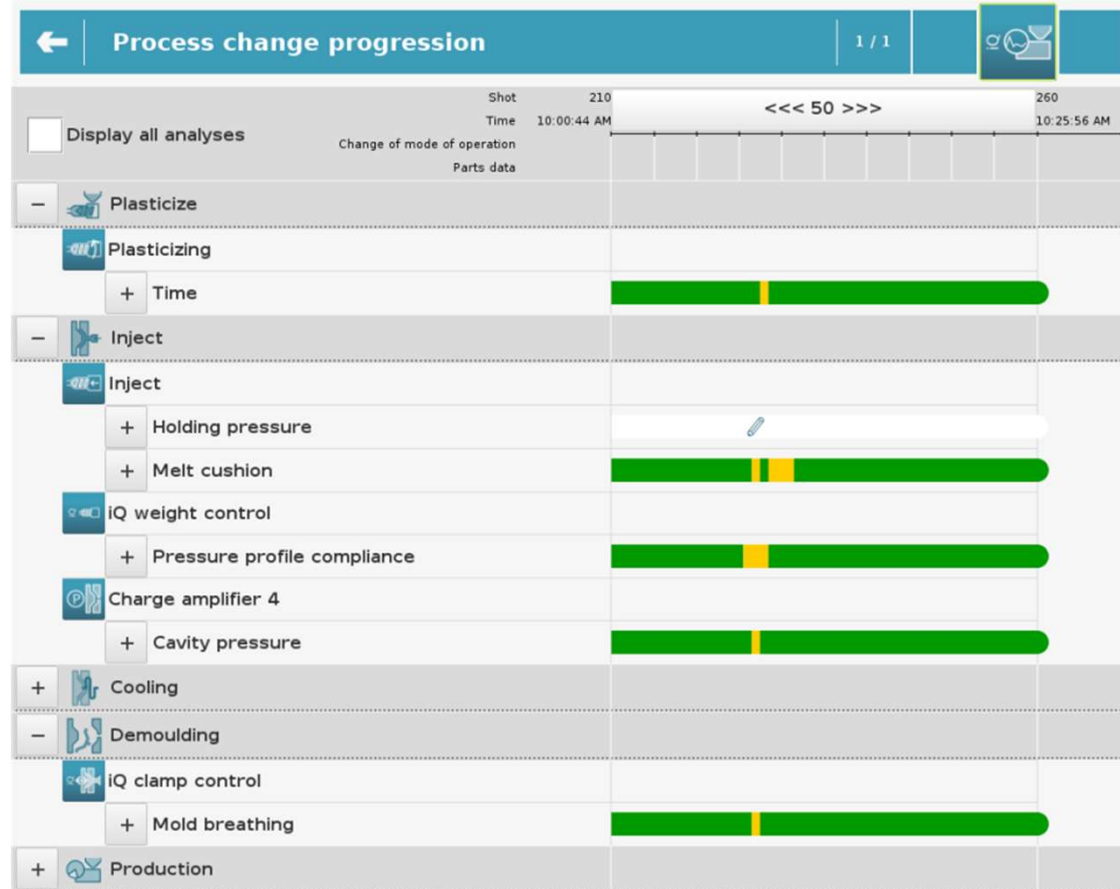 Process change progression 1 / 1
Shot 210 <<< 50 >>> 260
Display all analyses Time 10:00:44 AM 10:25:56 AM
Change of mode of operation
Parts data
− Plasticize
Plasticizing
+ Time
− Inject
Inject
+ Holding pressure
+ Melt cushion
iQ weight control
+ Pressure profile compliance
P Charge amplifier 4
+ Cavity pressure
+ Cooling
− Demoulding
iQ clamp control
+ Mold breathing
+ Production